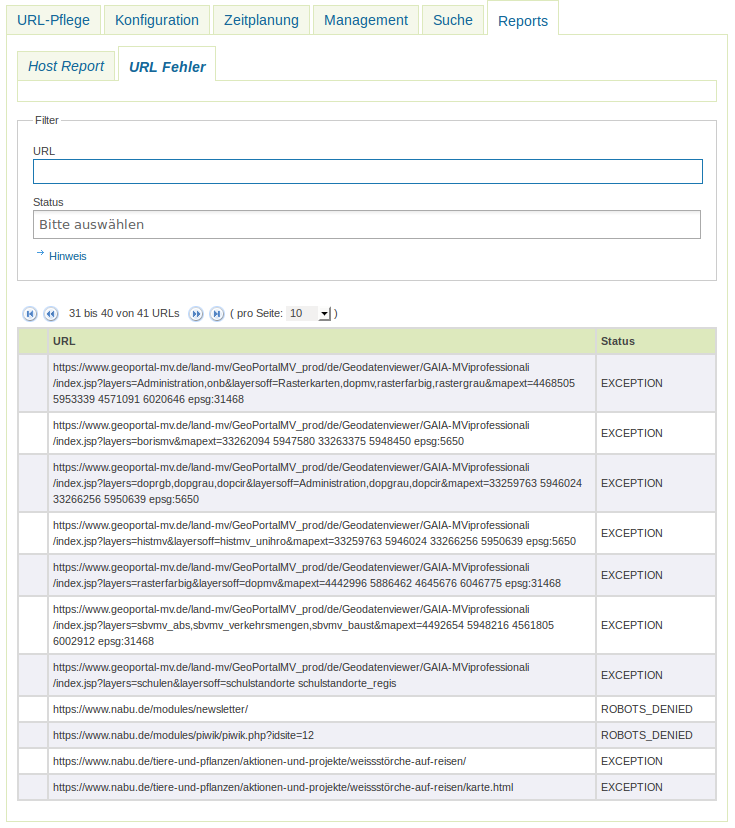 URL-Pflege Konfiguration Zeitplanung Management Suche Reports
Host Report URL Fehler
Filter
URL
Status
Bitte auswählen
Hinweis
31 bis 40 von 41 URLs ( pro Seite: 10 )
URL Status
https://www.geoportal-mv.de/land-mv/GeoPortalMV_prod/de/Geodatenviewer/GAIA-MViprofessionali
/index.jsp?layers=Administration,onb&layersoff=Rasterkarten,dopmv,rasterfarbig,rastergrau&mapext=4468505 EXCEPTION
5953339 4571091 6020646 epsg:31468
https://www.geoportal-mv.de/land-mv/GeoPortalMV_prod/de/Geodatenviewer/GAIA-MViprofessionali
/index.jsp?layers=borismv&mapext=33262094 5947580 33263375 5948450 epsg:5650 EXCEPTION
https://www.geoportal-mv.de/land-mv/GeoPortalMV_prod/de/Geodatenviewer/GAIA-MViprofessionali
/index.jsp?layers=doprgb,dopgrau,dopcir&layersoff=Administration,dopgrau,dopcir&mapext=33259763 5946024 EXCEPTION
33266256 5950639 epsg:5650
https://www.geoportal-mv.de/land-mv/GeoPortalMV_prod/de/Geodatenviewer/GAIA-MViprofessionali
/index.jsp?layers=histmv&layersoff=histmv_unihro&mapext=33259763 5946024 33266256 5950639 epsg:5650 EXCEPTION
https://www.geoportal-mv.de/land-mv/GeoPortalMV_prod/de/Geodatenviewer/GAIA-MViprofessionali
/index.jsp?layers=rasterfarbig&layersoff=dopmv&mapext=4442996 5886462 4645676 6046775 epsg:31468 EXCEPTION
https://www.geoportal-mv.de/land-mv/GeoPortalMV_prod/de/Geodatenviewer/GAIA-MViprofessionali
/index.jsp?layers=sbvmv_abs,sbvmv_verkehrsmengen,sbvmv_baust&mapext=4492654 5948216 4561805 EXCEPTION
6002912 epsg:31468
https://www.geoportal-mv.de/land-mv/GeoPortalMV_prod/de/Geodatenviewer/GAIA-MViprofessionali
/index.jsp?layers=schulen&layersoff=schulstandorte schulstandorte_regis EXCEPTION
https://www.nabu.de/modules/newsletter/ ROBOTS_DENIED
https://www.nabu.de/modules/piwik/piwik.php?idsite=12 ROBOTS_DENIED
https://www.nabu.de/tiere-und-pflanzen/aktionen-und-projekte/weissstörche-auf-reisen/ EXCEPTION
https://www.nabu.de/tiere-und-pflanzen/aktionen-und-projekte/weissstörche-auf-reisen/karte.html EXCEPTION